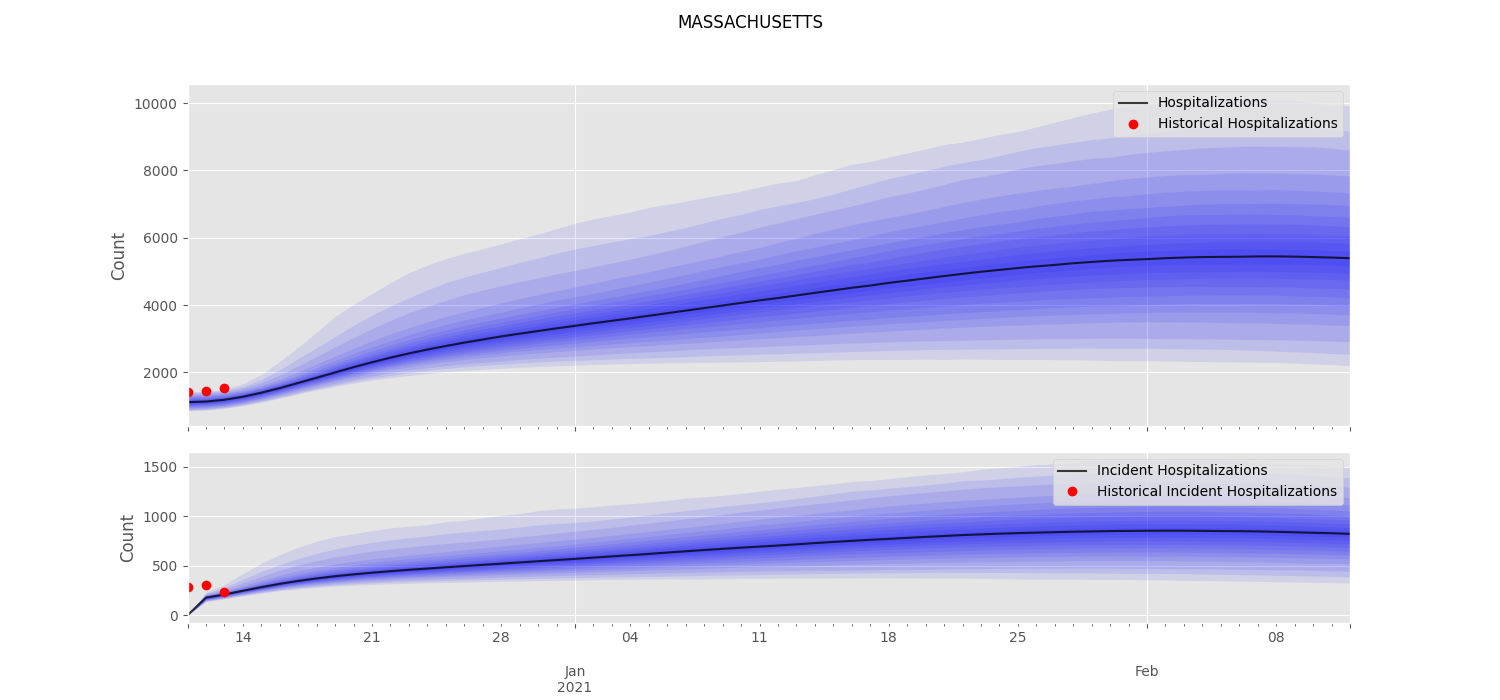 MASSACHUSETTS
10000
8000
6000
4000
2000
Count
Hospitalizations
Historical Hospitalizations
1500
1000
500
0
Count
Incident Hospitalizations
Historical Incident Hospitalizations
14 21 28 04 11 18 25 08
Jan Feb
2021